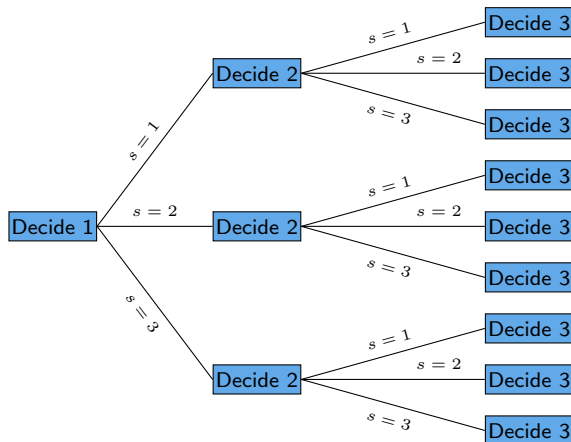 Decide 1
s = 1
s = 2
s = 3
Decide 2
s = 1
s = 2
s = 3
Decide 3
Decide 3
Decide 3
Decide 2
s = 1
s = 2
s = 3
Decide 3
Decide 3
Decide 3
Decide 2
s = 1
s = 2
s = 3
Decide 3
Decide 3
Decide 3